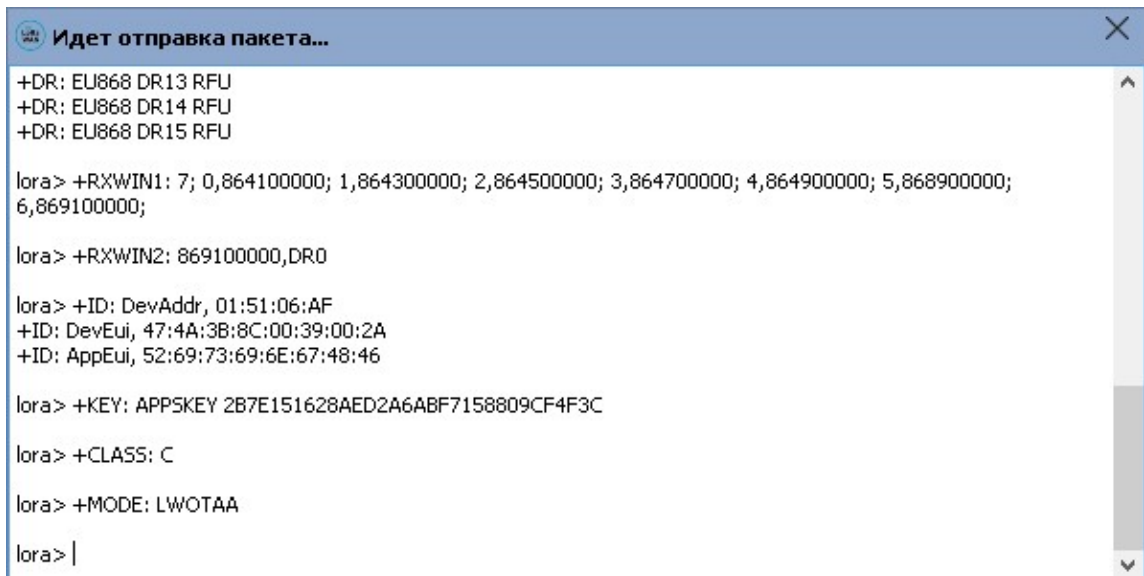 Идет отправка пакета...
+DR: EU868 DR13 RFU
+DR: EU868 DR14 RFU
+DR: EU868 DR15 RFU
lora> +RXWIN1: 7; 0,864100000; 1,864300000; 2,864500000; 3,864700000; 4,864900000; 5,868900000;
6,869100000;
lora> +RXWIN2: 869100000,DR0
lora> +ID: DevAddr, 01:51:06:AF
+ID: DevEui, 47:4A:3B:8C:00:39:00:2A
+ID: AppEui, 52:69:73:69:6E:67:48:46
lora> +KEY: APPSKEY 2B7E151628AED2A6ABF7158809CF4F3C
lora> +CLASS: C
lora> +MODE: LWOTAA
lora>